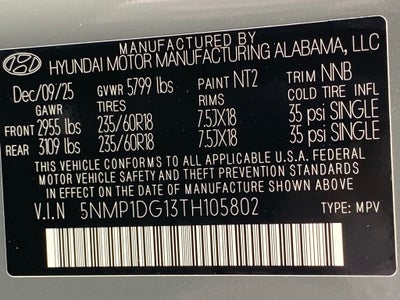 MANUFACTURED BY
HYUNDAI MOTOR MANUFACTURING ALABAMA, LLC
Dec/09/25 GVWR 5799 lbs PAINT NT2 TRIM NNB
GAWR TIRES RIMS COLD TIRE INFL
FRONT 2955 lbs 235/60R18 7.5JX18 35 psi SINGLE
REAR 3109 lbs 235/60R18 7.5JX18 35 psi SINGLE
THIS VEHICLE CONFORMS TO ALL APPLICABLE U.S.A. FEDERAL
MOTOR VEHICLE SAFETY AND THEFT PREVENTION STANDARDS
IN EFFECT ON THE DATE OF MANUFACTURE SHOWN ABOVE.
V.I.N 5NMP1DG13TH105802 TYPE: MPV